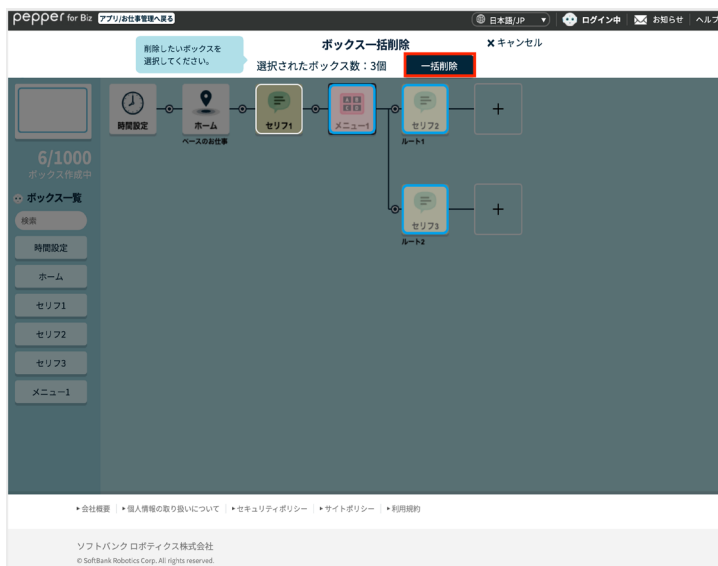 pepper for Biz アプリ/お仕事管理へ戻る 日本語/JP ▼ ログイン中 お知らせ ヘルプ
削除したいボックスを
選択してください。
ボックス一括削除 ✖キャンセル
選択されたボックス数：3個 一括削除
時間設定 ホーム セリフ1 メニュー1 セリフ2 +
ベースのお仕事 ルート1
6/1000
ボックス作成中
ボックス一覧
検索
セリフ3 +
ルート2
時間設定
ホーム
セリフ1
セリフ2
セリフ3
メニュー1
▶会社概要 ▶個人情報の取り扱いについて ▶セキュリティポリシー ▶サイトポリシー ▶利用規約
ソフトバンク ロボティクス株式会社
© SoftBank Robotics Corp. All rights reserved.